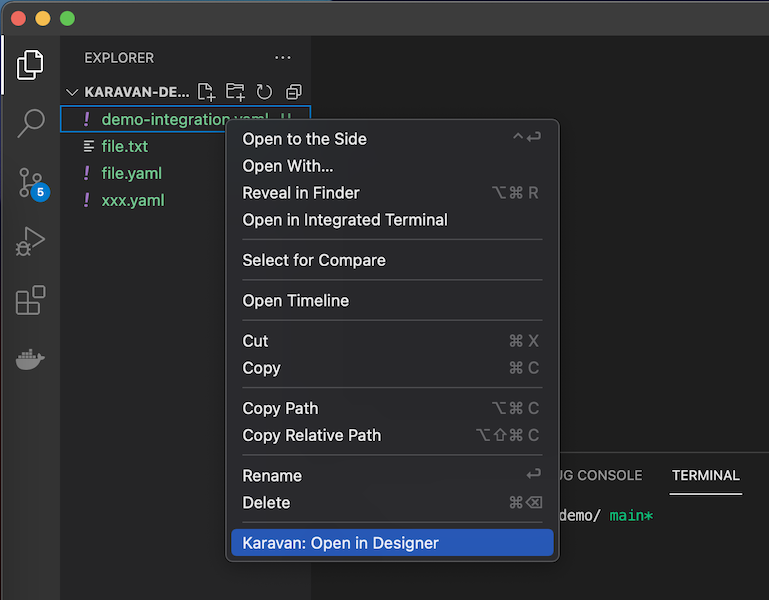 EXPLORER
KARAVAN-DE...
! demo-integration.yaml U
file.txt
! file.yaml
! xxx.yaml
5
Open to the Side ^⏎
Open With...
Reveal in Finder ⌥⌘ R
Open in Integrated Terminal
Select for Compare
Open Timeline
Cut ⌘ X
Copy ⌘ C
Copy Path ⌥⌘ C
Copy Relative Path ⌥⇧⌘ C
Rename ⏎
Delete ⌘⌫
Karavan: Open in Designer
UG CONSOLE TERMINAL
demo/ main*